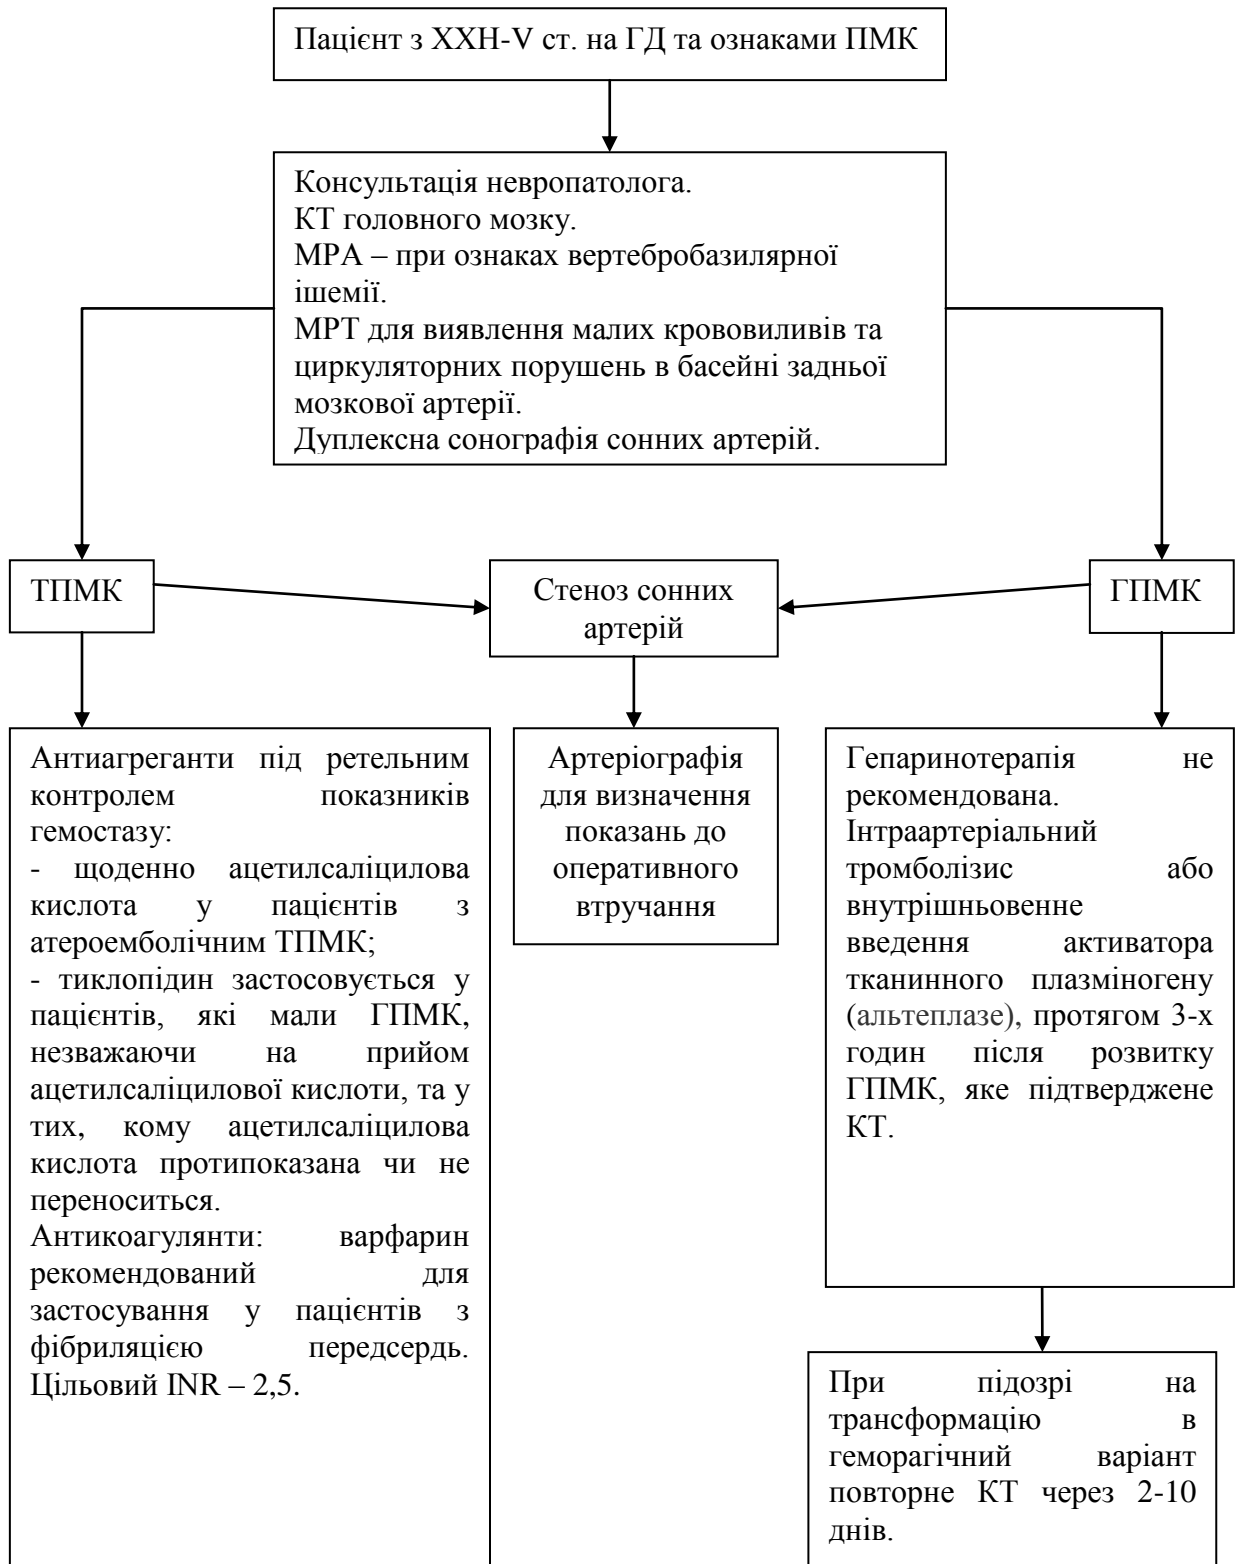 Пацієнт з ХХН-V ст. на ГД та ознаками ПМК
Консультація невропатолога.
КТ головного мозку.
МРА – при ознаках вертебробазилярної
ішемії.
МРТ для виявлення малих крововиливів та
циркуляторних порушень в басейні задньої
мозкової артерії.
Дуплексна сонографія сонних артерій.
ТПМК
Стеноз сонних
артерій
ГПМК
Антиагреганти під ретельним
контролем показників
гемостазу:
- щоденно ацетилсаліцилова
кислота у пацієнтів з
атероемболічним ТПМК;
- тиклопідин застосовується у
пацієнтів, які мали ГПМК,
незважаючи на прийом
ацетилсаліцилової кислоти, та у
тих, кому ацетилсаліцилова
кислота протипоказана чи не
переноситься.
Антикоагулянти: варфарин
рекомендований для
застосування у пацієнтів з
фібриляцією передсердь.
Цільовий INR – 2,5.
Артеріографія
для визначення
показань до
оперативного
втручання
Гепаринотерапія не
рекомендована.
Інтраартеріальний
тромболізис або
внутрішньовенне
введення активатора
тканинного плазміногену
(альтеплазе), протягом 3-х
годин після розвитку
ГПМК, яке підтверджене
КТ.
При підозрі на
трансформацію в
геморагічний варіант
повторне КТ через 2-10
днів.